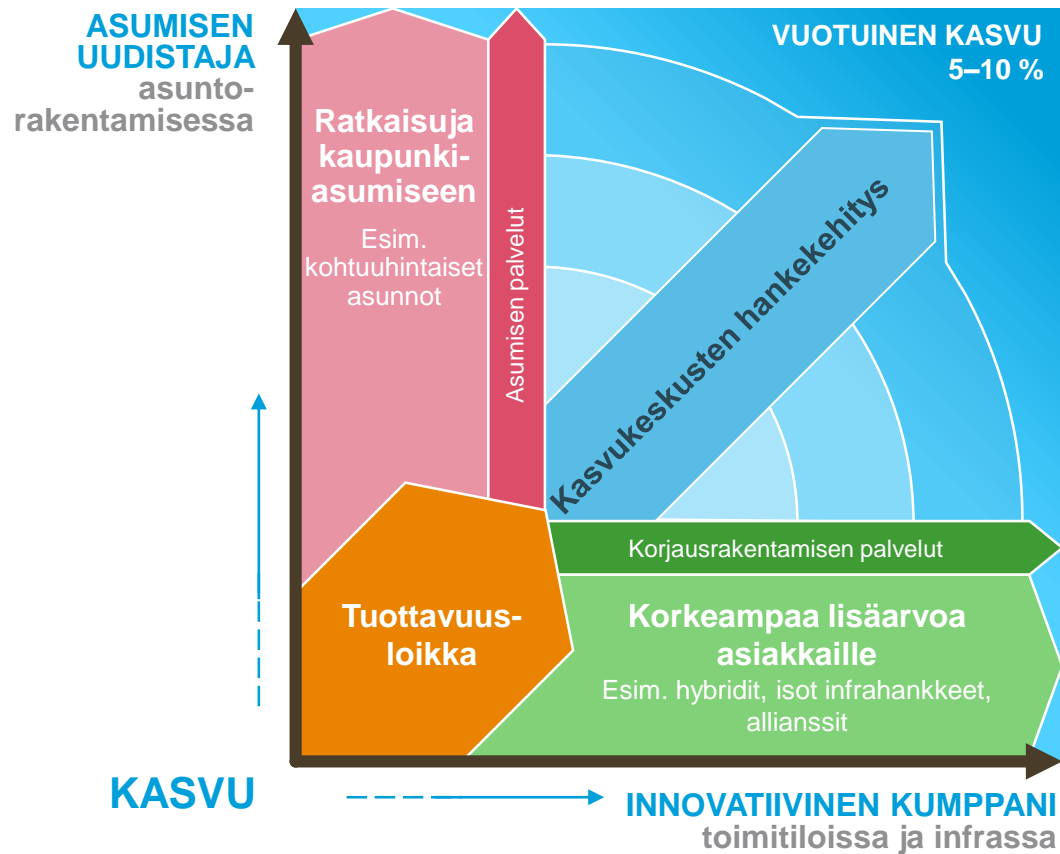 ASUMISEN
UUDISTAJA
asunto-
rakentamisessa
VUOTUINEN KASVU
5–10 %
Ratkaisuja
kaupunki-
asumiseen
Esim.
kohtuuhintaiset
asunnot
Asumisen palvelut
Kasvukeskusten hankekehitys
Korjausrakentamisen palvelut
Tuottavuus-
loikka
Korkeampaa lisäarvoa
asiakkaille
Esim. hybridit, isot infrahankkeet,
allianssit
KASVU
INNOVATIIVINEN KUMPPANI
toimitiloissa ja infrassa